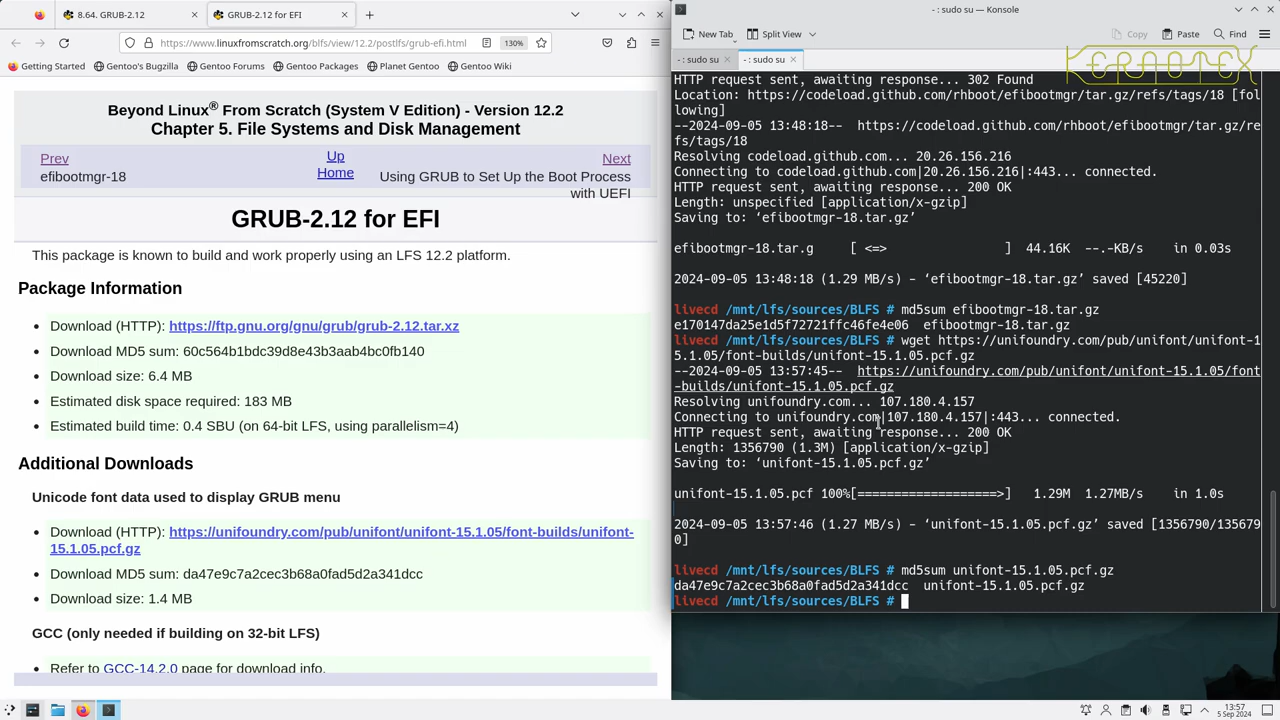 8.64. GRUB-2.12
GRUB-2.12 for EFI
https://www.linuxfromscratch.org/blfs/view/12.2/postlfs/grub-efi.html
130%
Getting Started
Gentoo's Bugzilla
Gentoo Forums
Gentoo Packages
Planet Gentoo
Gentoo Wiki
Beyond Linux® From Scratch (System V Edition) - Version 12.2
Chapter 5. File Systems and Disk Management
Prev
Up
Next
efibootmgr-18
Home
Using GRUB to Set Up the Boot Process
with UEFI
GRUB-2.12 for EFI
This package is known to build and work properly using an LFS 12.2 platform.
Package Information
Download (HTTP): https://ftp.gnu.org/gnu/grub/grub-2.12.tar.xz
Download MD5 sum: 60c564b1bdc39d8e43b3aab4bc0fb140
Download size: 6.4 MB
Estimated disk space required: 183 MB
Estimated build time: 0.4 SBU (on 64-bit LFS, using parallelism=4)
Additional Downloads
Unicode font data used to display GRUB menu
Download (HTTP): https://unifoundry.com/pub/unifont/unifont-15.1.05/font-builds/unifont-
15.1.05.pcf.gz
Download MD5 sum: da47e9c7a2cec3b68a0fad5d2a341dcc
Download size: 1.4 MB
GCC (only needed if building on 32-bit LFS)
Refer to GCC-14.2.0 page for download info.
- : sudo su — Konsole
New Tab
Split View
Copy
Paste
Find
- : sudo su
- : sudo su
KERNOTEX
HTTP request sent, awaiting response... 302 Found
Location: https://codeload.github.com/rhboot/efibootmgr/tar.gz/refs/tags/18 [fol
lowing]
--2024-09-05 13:48:18--  https://codeload.github.com/rhboot/efibootmgr/tar.gz/re
fs/tags/18
Resolving codeload.github.com... 20.26.156.216
Connecting to codeload.github.com|20.26.156.216|:443... connected.
HTTP request sent, awaiting response... 200 OK
Length: unspecified [application/x-gzip]
Saving to: ‘efibootmgr-18.tar.gz’
efibootmgr-18.tar.g     [ <=>                ]  44.16K  --.-KB/s    in 0.03s
2024-09-05 13:48:18 (1.29 MB/s) - ‘efibootmgr-18.tar.gz’ saved [45220]
livecd /mnt/lfs/sources/BLFS # md5sum efibootmgr-18.tar.gz
e170147da25e1d5f72721ffc46fe4e06  efibootmgr-18.tar.gz
livecd /mnt/lfs/sources/BLFS # wget https://unifoundry.com/pub/unifont/unifont-1
5.1.05/font-builds/unifont-15.1.05.pcf.gz
--2024-09-05 13:57:45--  https://unifoundry.com/pub/unifont/unifont-15.1.05/font
-builds/unifont-15.1.05.pcf.gz
Resolving unifoundry.com... 107.180.4.157
Connecting to unifoundry.com|107.180.4.157|:443... connected.
HTTP request sent, awaiting response... 200 OK
Length: 1356790 (1.3M) [application/x-gzip]
Saving to: ‘unifont-15.1.05.pcf.gz’
unifont-15.1.05.pcf 100%[===================>]   1.29M  1.27MB/s    in 1.0s
2024-09-05 13:57:46 (1.27 MB/s) - ‘unifont-15.1.05.pcf.gz’ saved [1356790/135679
0]
livecd /mnt/lfs/sources/BLFS # md5sum unifont-15.1.05.pcf.gz
da47e9c7a2cec3b68a0fad5d2a341dcc  unifont-15.1.05.pcf.gz
livecd /mnt/lfs/sources/BLFS #
13:57
5 Sep 2024